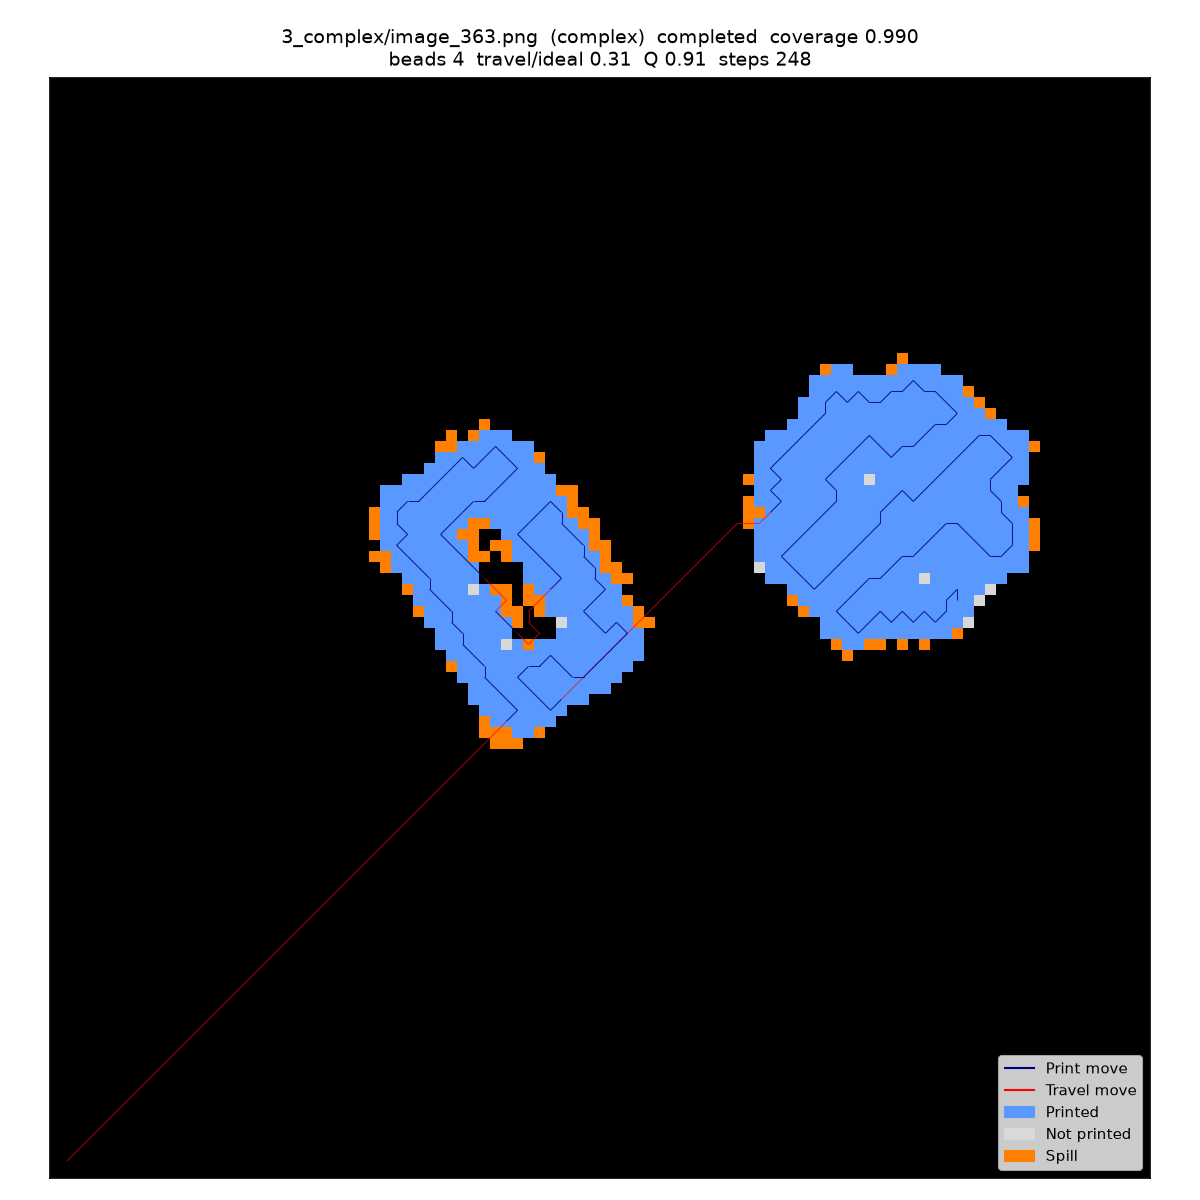 3_complex/image_363.png  (complex)  completed  coverage 0.990
beads 4  travel/ideal 0.31  Q 0.91  steps 248
Print move
Travel move
Printed
Not printed
Spill